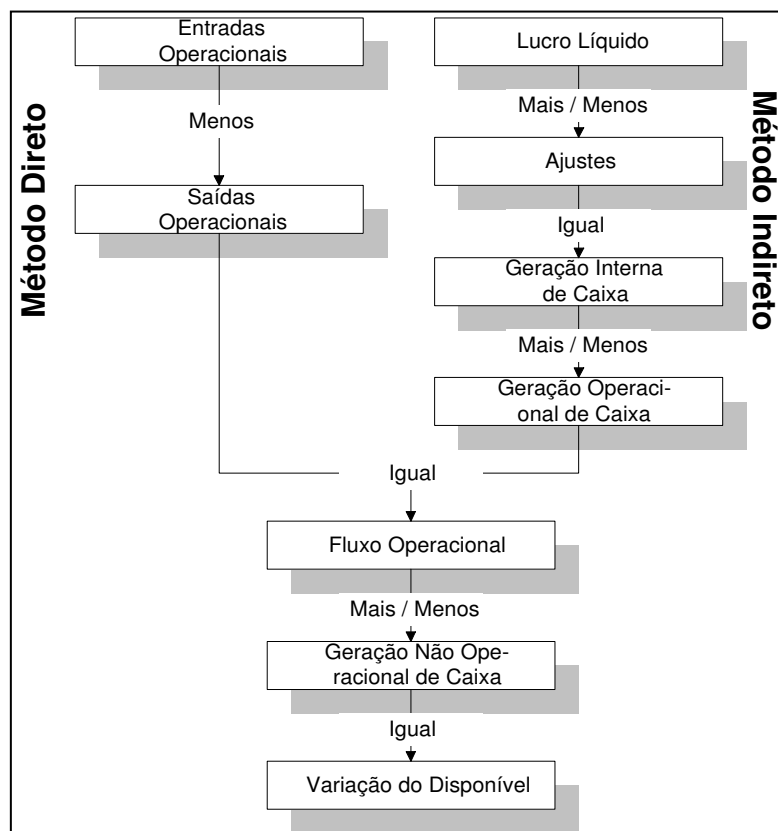 Entradas
Operacionais
Menos
Saídas
Operacionais
Método Direto
Lucro Líquido
Mais / Menos
Ajustes
Igual
Geração Interna
de Caixa
Mais / Menos
Geração Operaci-
onal de Caixa
Método Indireto
Igual
Fluxo Operacional
Mais / Menos
Geração Não Ope-
racional de Caixa
Igual
Variação do Disponível